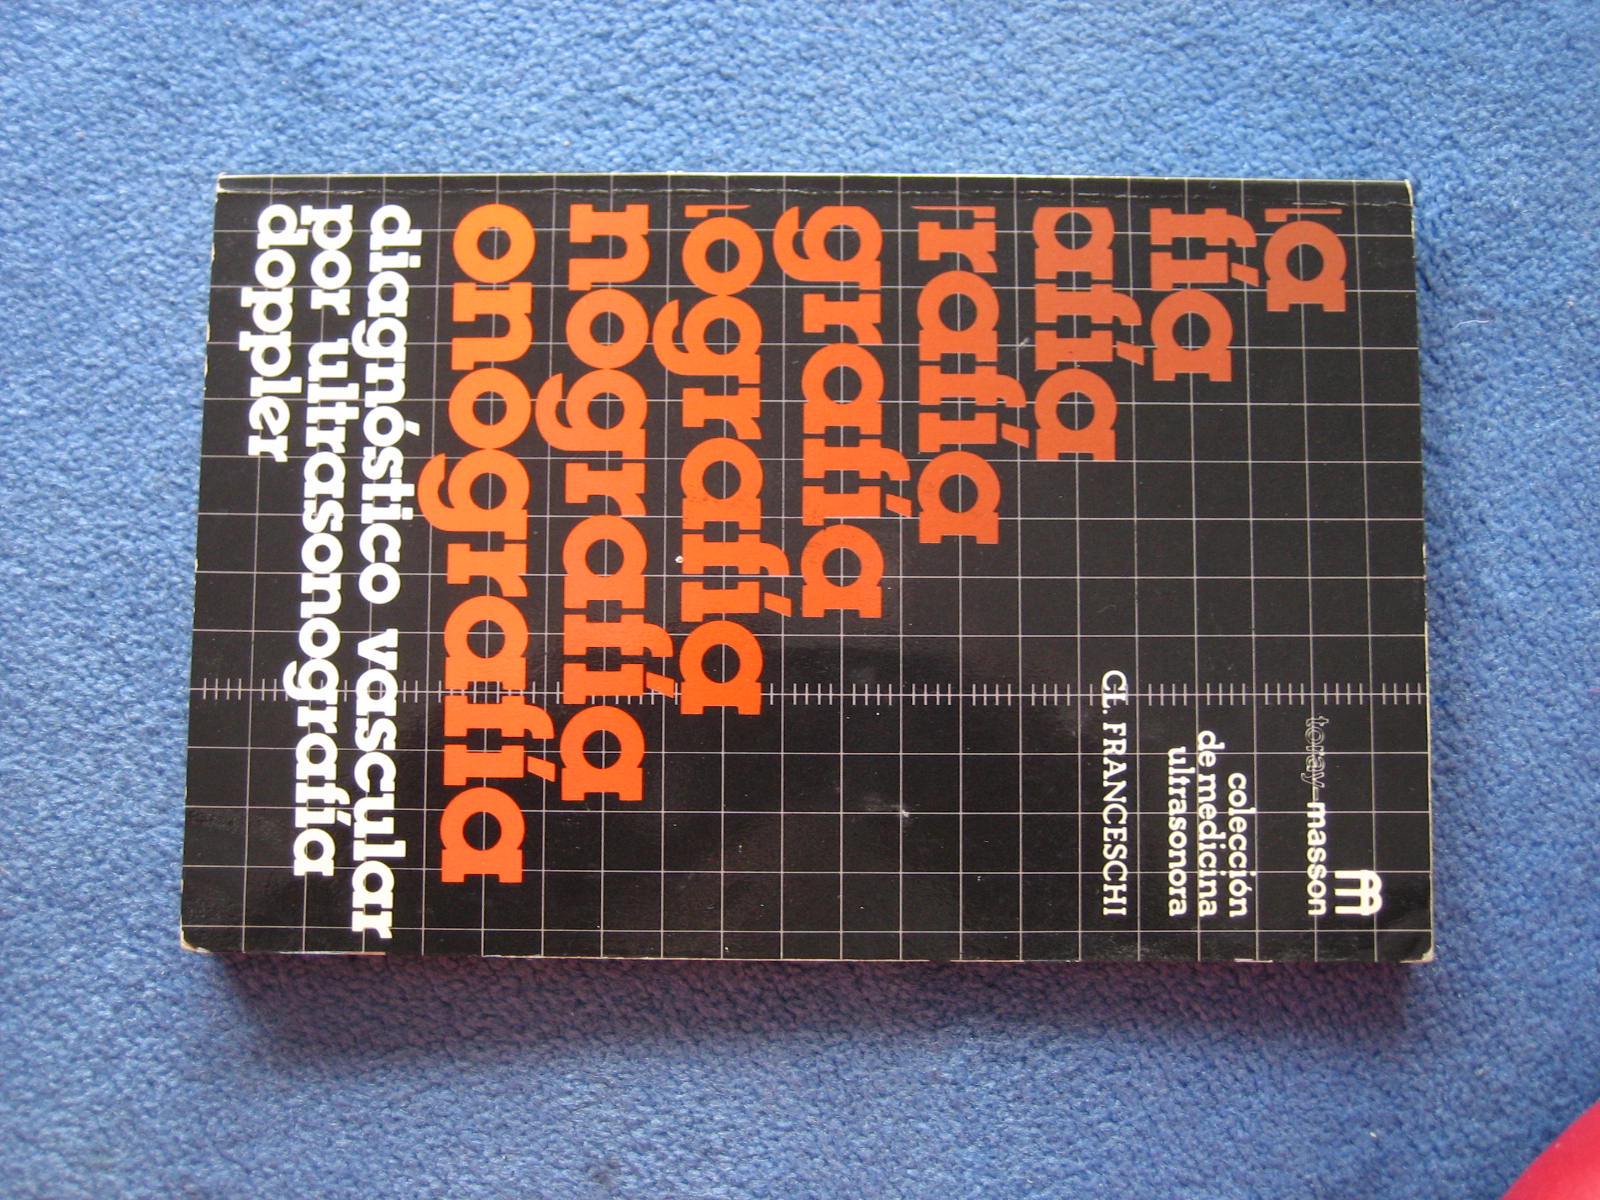 m
toray-masson
colección
de medicina
ultrasonora
CL. FRANCESCHI
ía
fía
afía
rafía
grafía
ografía
nografía
onografía
diagnóstico vascular
por ultrasonografía
doppler